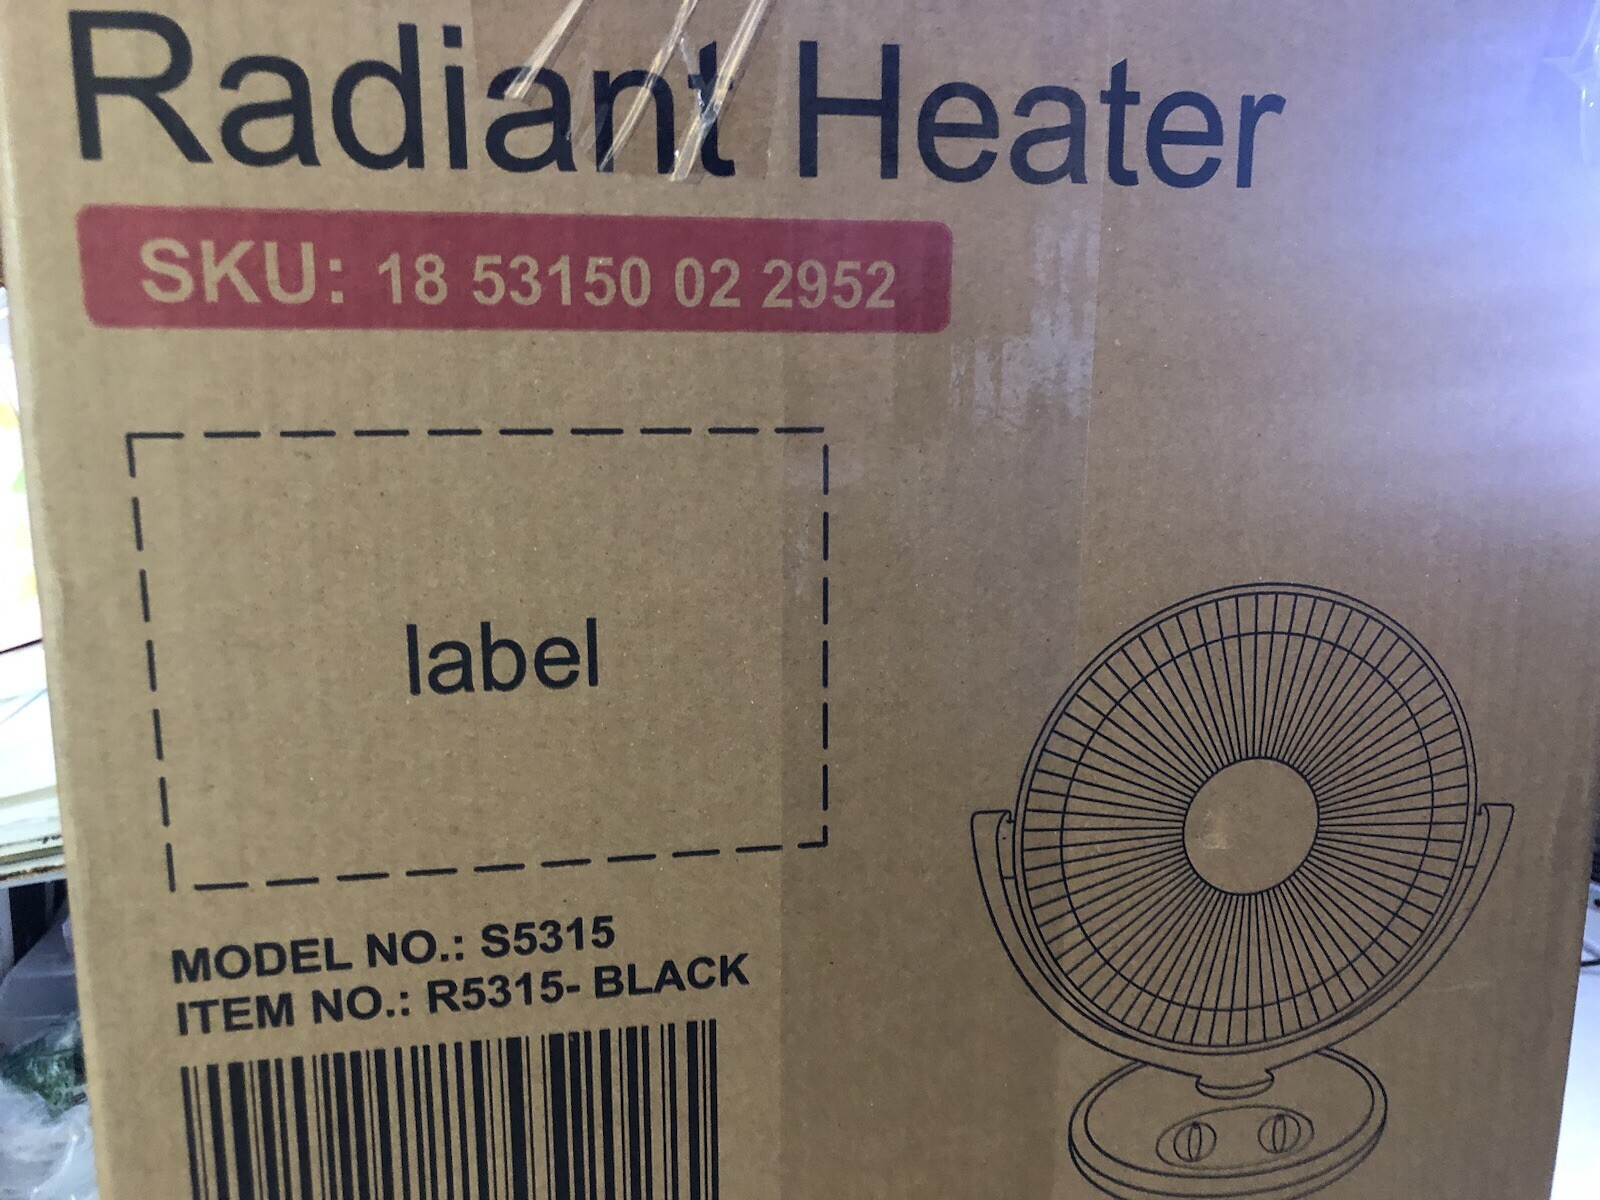 Radiant Heater
SKU: 18 53150 02 2952
label
MODEL NO.: S5315
ITEM NO.: R5315- BLACK